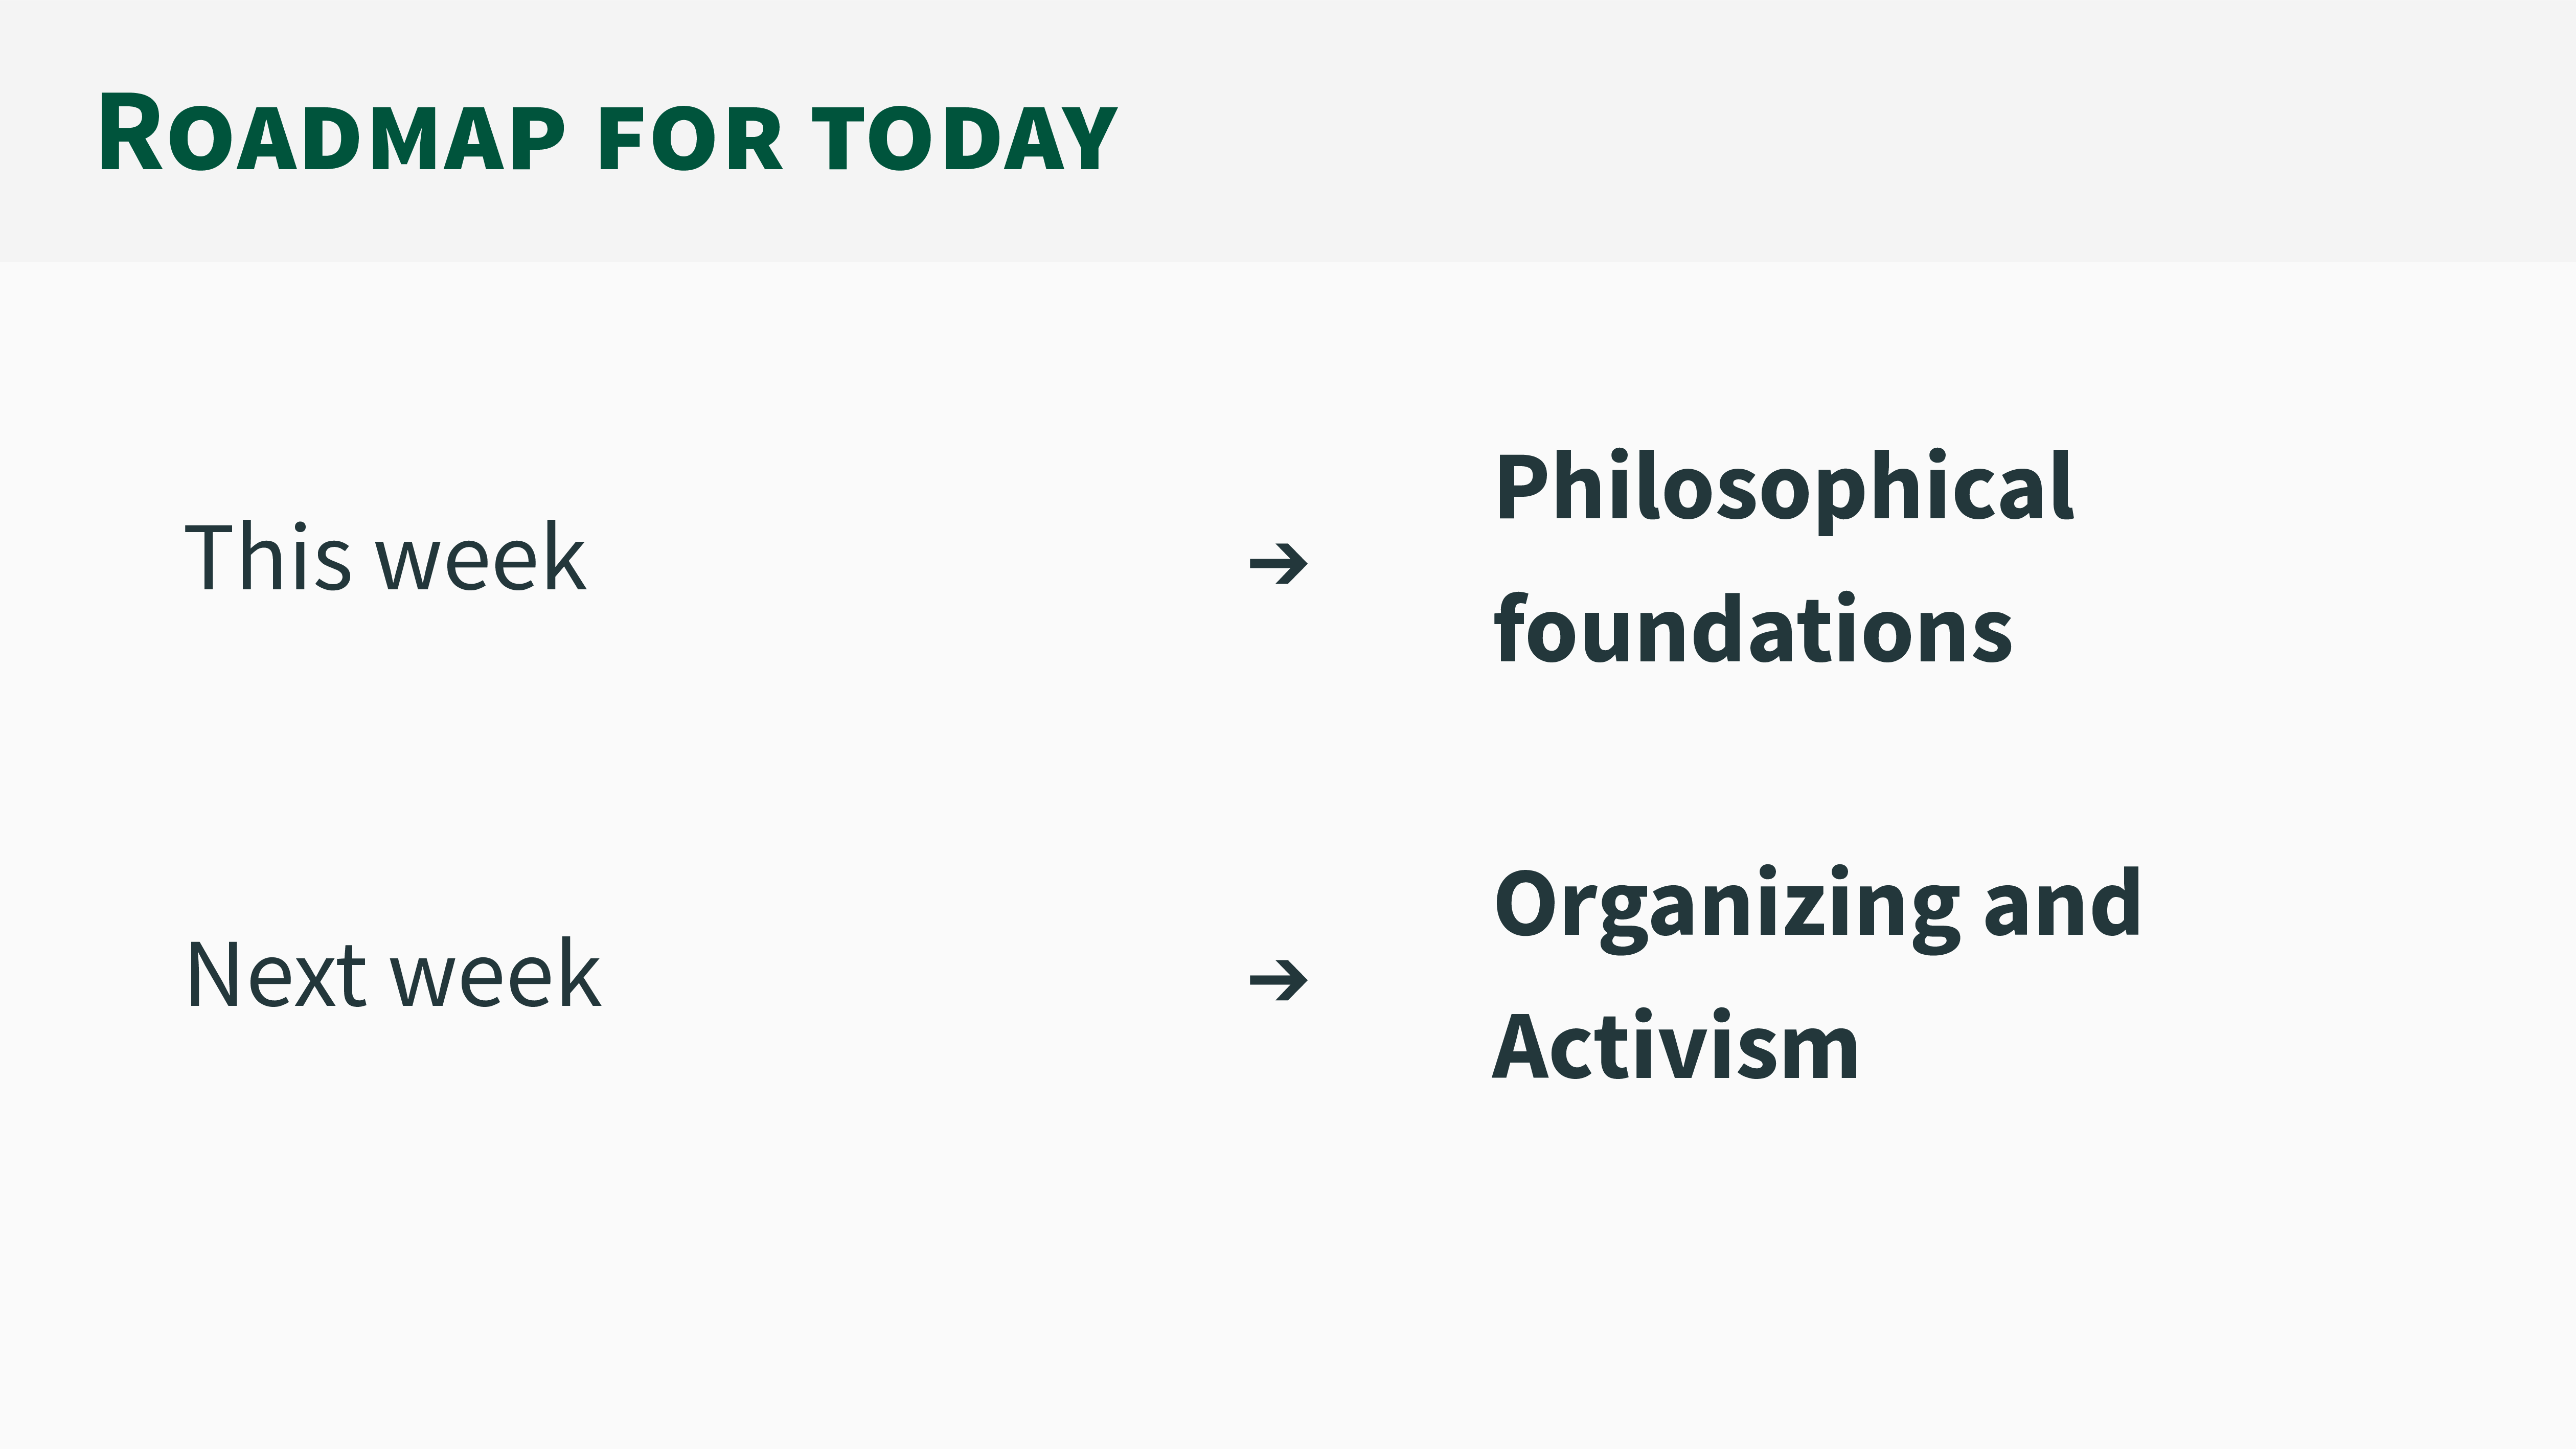 Roadmap for today
This week → Philosophical
foundations
Next week → Organizing and
Activism